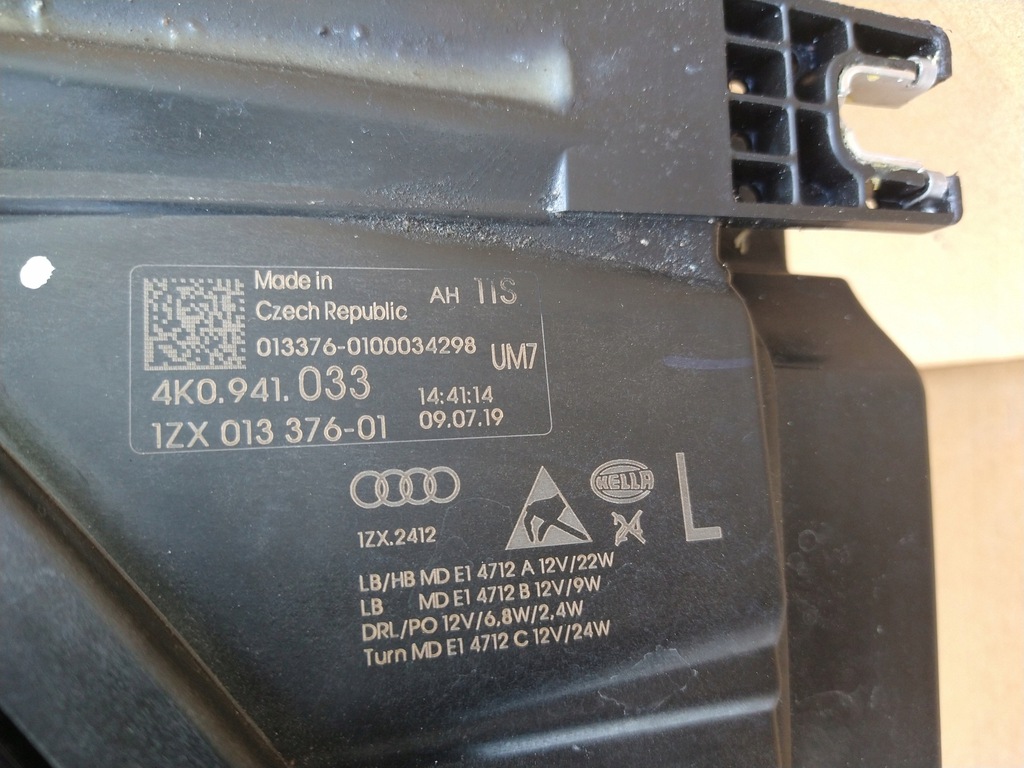 Made in
Czech Republic
AH 11S
013376-0100034298
UM7
4K0.941.033
14:41:14
1ZX 013 376-01
09.07.19
HELLA
1ZX.2412
L
LB/HB MD E1 4712 A 12V/22W
LB MD E1 4712 B 12V/9W
DRL/PO 12V/6,8W/2,4W
Turn MD E1 4712 C 12V/24W